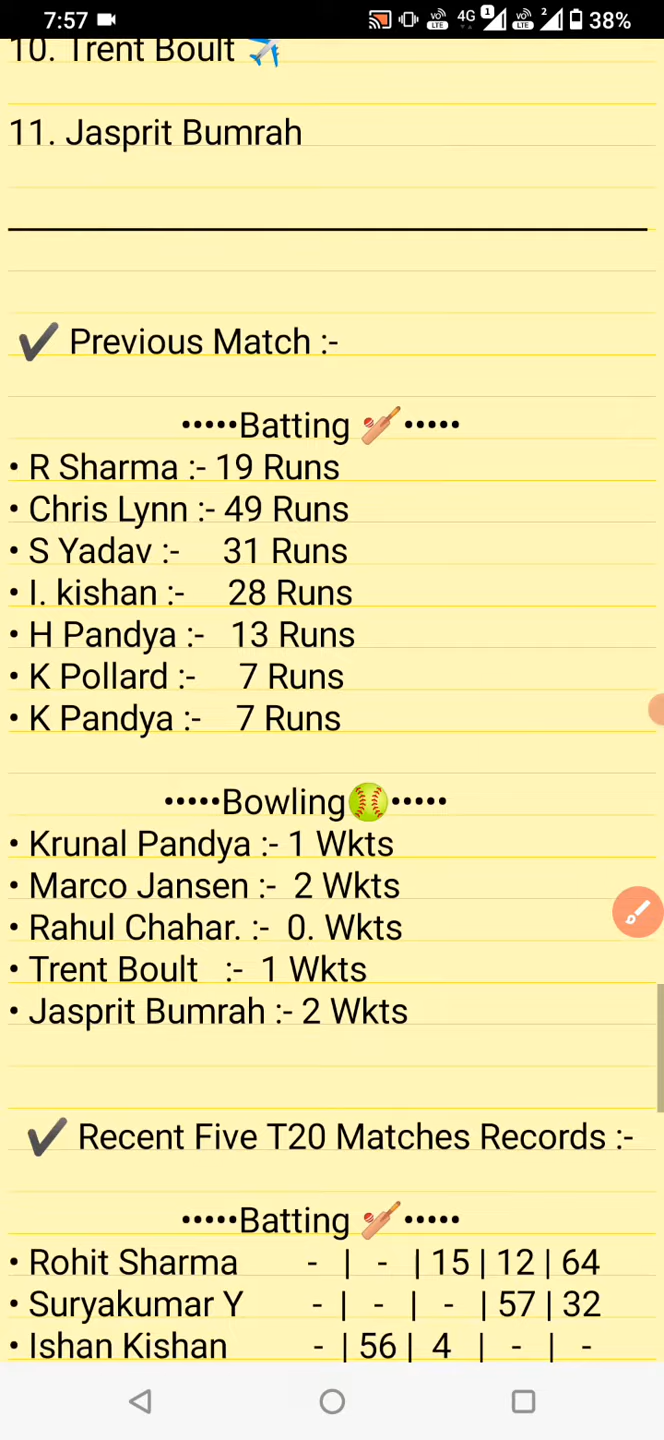 7:57 4G 1 2 38%
10. Trent Boult
11. Jasprit Bumrah
✔ Previous Match :-
•••••Batting 🏏•••••
• R Sharma :- 19 Runs
• Chris Lynn :- 49 Runs
• S Yadav :- 31 Runs
• I. kishan :- 28 Runs
• H Pandya :- 13 Runs
• K Pollard :- 7 Runs
• K Pandya :- 7 Runs
•••••Bowling🥎•••••
• Krunal Pandya :- 1 Wkts
• Marco Jansen :- 2 Wkts
• Rahul Chahar. :- 0. Wkts
• Trent Boult :- 1 Wkts
• Jasprit Bumrah :- 2 Wkts
✔ Recent Five T20 Matches Records :-
•••••Batting 🏏•••••
• Rohit Sharma - | - | 15 | 12 | 64
• Suryakumar Y - | - | - | 57 | 32
• Ishan Kishan - | 56 | 4 | - | -